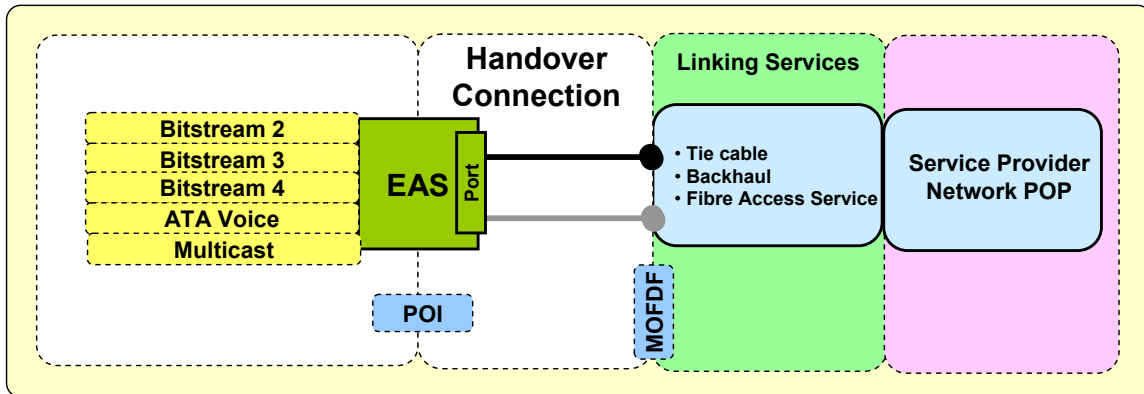 Handover
Connection
Linking Services
Bitstream 2
Bitstream 3
Bitstream 4
ATA Voice
Multicast
EAS
Port
• Tie cable
• Backhaul
• Fibre Access Service
Service Provider
Network POP
POI
MOFDF